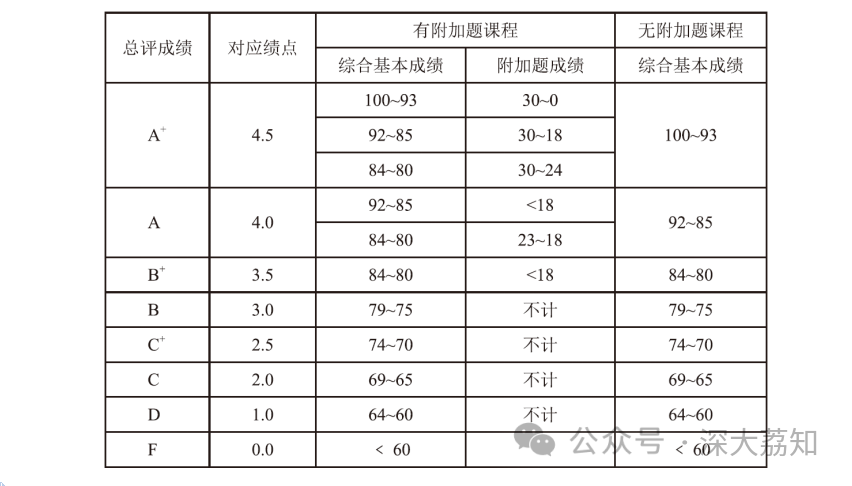 总评成绩 对应绩点 有附加题课程 无附加题课程
综合基本成绩 附加题成绩 综合基本成绩
A+ 4.5 100~93 30~0 100~93
92~85 30~18
84~80 30~24
A 4.0 92~85 <18 92~85
84~80 23~18
B+ 3.5 84~80 <18 84~80
B 3.0 79~75 不计 79~75
C+ 2.5 74~70 不计 74~70
C 2.0 69~65 不计 69~65
D 1.0 64~60 不计 64~60
F 0.0 < 60 < 60
公众号·深大荔知